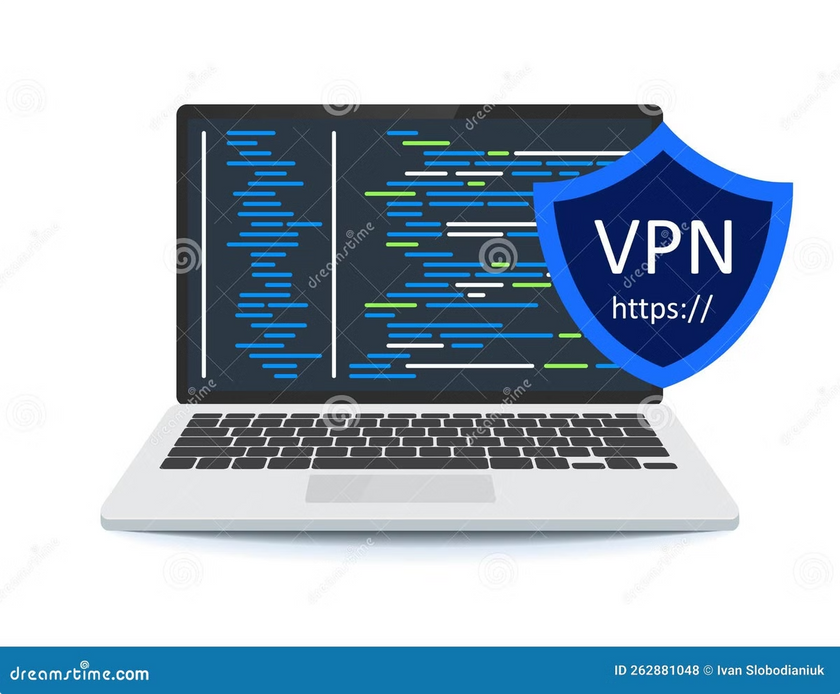 VPN
https://
dreamstime.com
ID 262881048 © Ivan Slobodianiuk